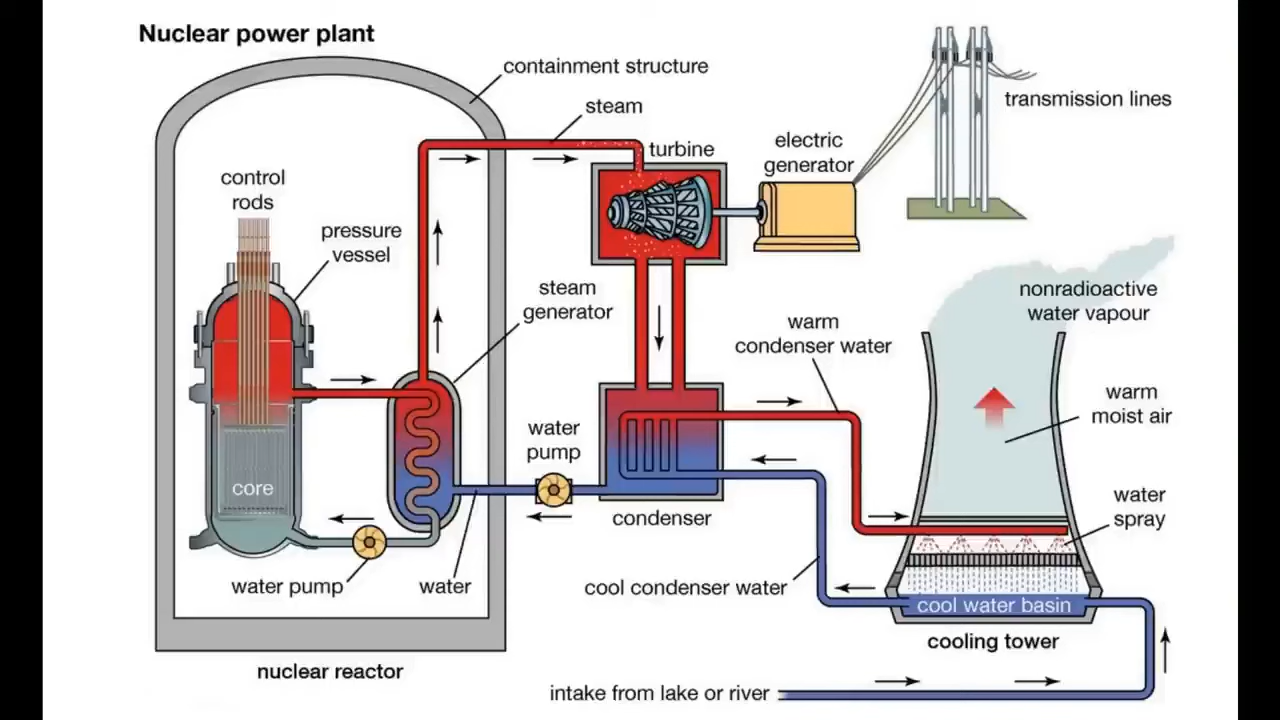 Nuclear power plant
containment structure
steam
transmission lines
turbine
electric
generator
control
rods
pressure
vessel
steam
generator
nonradioactive
water vapour
warm
condenser water
warm
moist air
water
pump
core
condenser
water
spray
water pump
water
cool condenser water
cool water basin
cooling tower
nuclear reactor
intake from lake or river